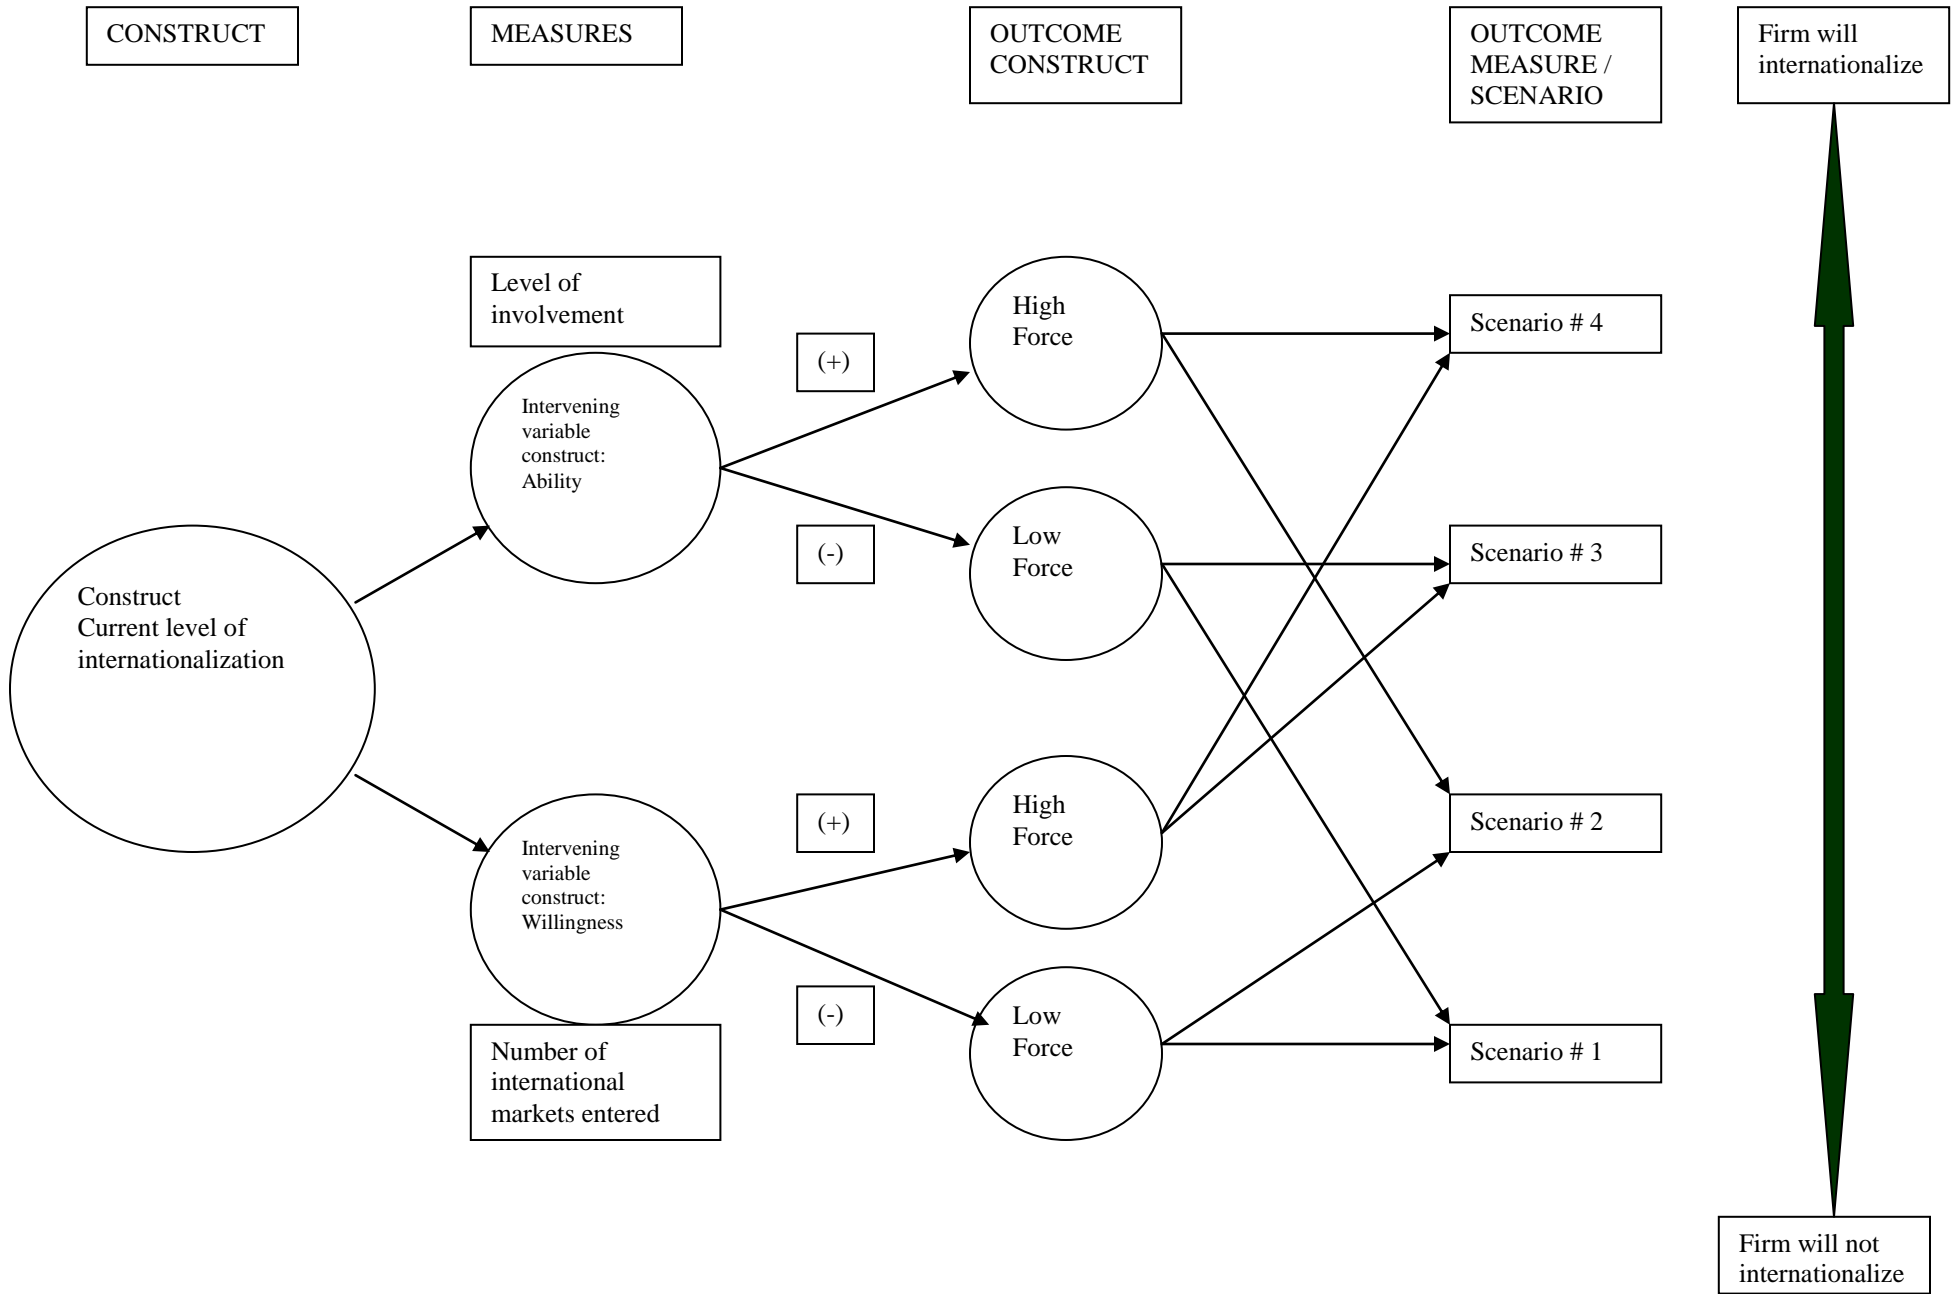 CONSTRUCT
MEASURES
OUTCOME
CONSTRUCT
OUTCOME
MEASURE /
SCENARIO
Firm will
internationalize
Level of
involvement
Intervening
variable
construct:
Ability
(+)
(-)
High
Force
Low
Force
Scenario # 4
Scenario # 3
Construct
Current level of
internationalization
Intervening
variable
construct:
Willingness
Number of
international
markets entered
(+)
(-)
High
Force
Low
Force
Scenario # 2
Scenario # 1
Firm will not
internationalize